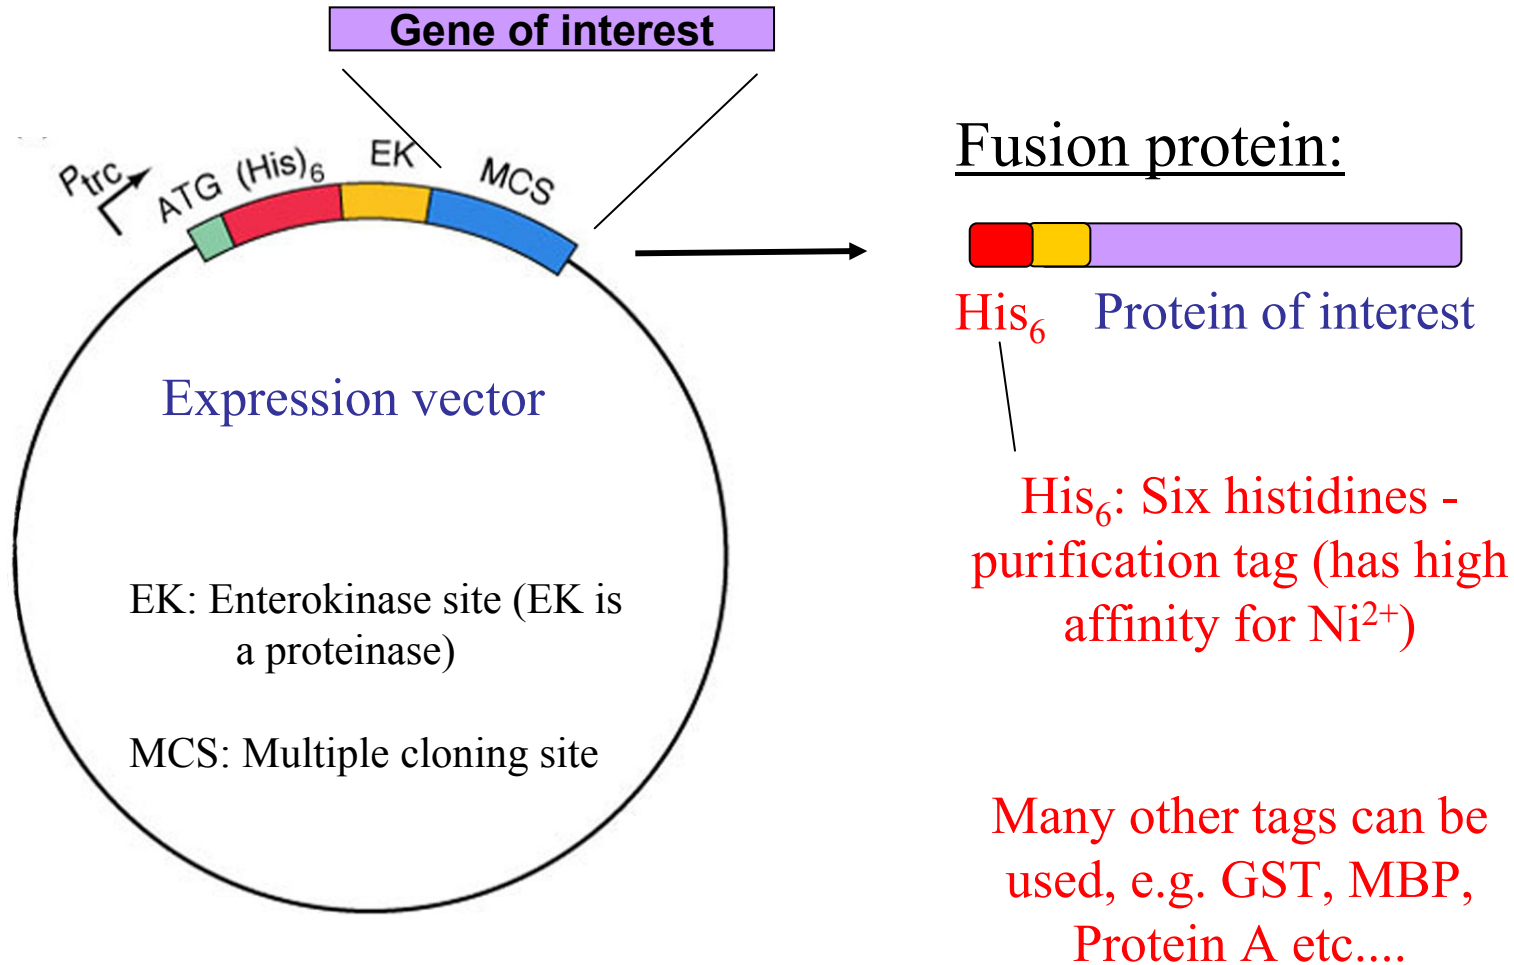 Gene of interest
Ptrc
ATG (His)6 EK MCS
Fusion protein:
His6 Protein of interest
Expression vector
His6: Six histidines -
purification tag (has high
affinity for Ni2+)
EK: Enterokinase site (EK is
a proteinase)
MCS: Multiple cloning site
Many other tags can be
used, e.g. GST, MBP,
Protein A etc....